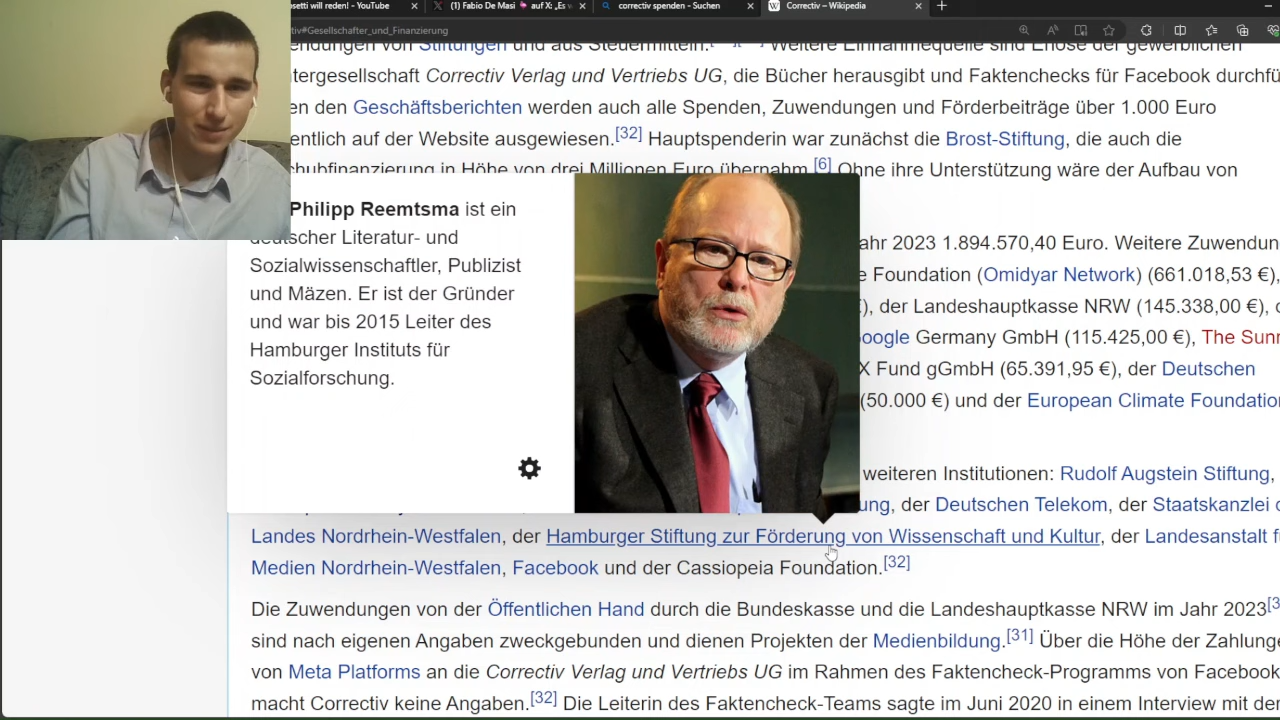 osetti will reden! - YouTube
(1) Fabio De Masi 🦩 auf X: „Es v
correctiv spenden - Suchen
Correctiv – Wikipedia
tiv#Gesellschafter_und_Finanzierung
endungen von Stiftungen und aus Steuermitteln. Weitere Einnahmequelle sind Erlöse der gewerblichen
ntergesellschaft Correctiv Verlag und Vertriebs UG, die Bücher herausgibt und Faktenchecks für Facebook durchfü
en den Geschäftsberichten werden auch alle Spenden, Zuwendungen und Förderbeiträge über 1.000 Euro
entlich auf der Website ausgewiesen.[32] Hauptspenderin war zunächst die Brost-Stiftung, die auch die
chubfinanzierung in Höhe von drei Millionen Euro übernahm.[6] Ohne ihre Unterstützung wäre der Aufbau von
Philipp Reemtsma ist ein
deutscher Literatur- und
Sozialwissenschaftler, Publizist
und Mäzen. Er ist der Gründer
und war bis 2015 Leiter des
Hamburger Instituts für
Sozialforschung.
ahr 2023 1.894.570,40 Euro. Weitere Zuwendun
e Foundation (Omidyar Network) (661.018,53 €),
), der Landeshauptkasse NRW (145.338,00 €),
oogle Germany GmbH (115.425,00 €), The Sunr
X Fund gGmbH (65.391,95 €), der Deutschen
(50.000 €) und der European Climate Foundation
weiteren Institutionen: Rudolf Augstein Stiftung,
ung, der Deutschen Telekom, der Staatskanzlei d
Landes Nordrhein-Westfalen, der Hamburger Stiftung zur Förderung von Wissenschaft und Kultur, der Landesanstalt fü
Medien Nordrhein-Westfalen, Facebook und der Cassiopeia Foundation.[32]
Die Zuwendungen von der Öffentlichen Hand durch die Bundeskasse und die Landeshauptkasse NRW im Jahr 2023[3
sind nach eigenen Angaben zweckgebunden und dienen Projekten der Medienbildung.[31] Über die Höhe der Zahlunge
von Meta Platforms an die Correctiv Verlag und Vertriebs UG im Rahmen des Faktencheck-Programms von Facebook
macht Correctiv keine Angaben.[32] Die Leiterin des Faktencheck-Teams sagte im Juni 2020 in einem Interview mit der